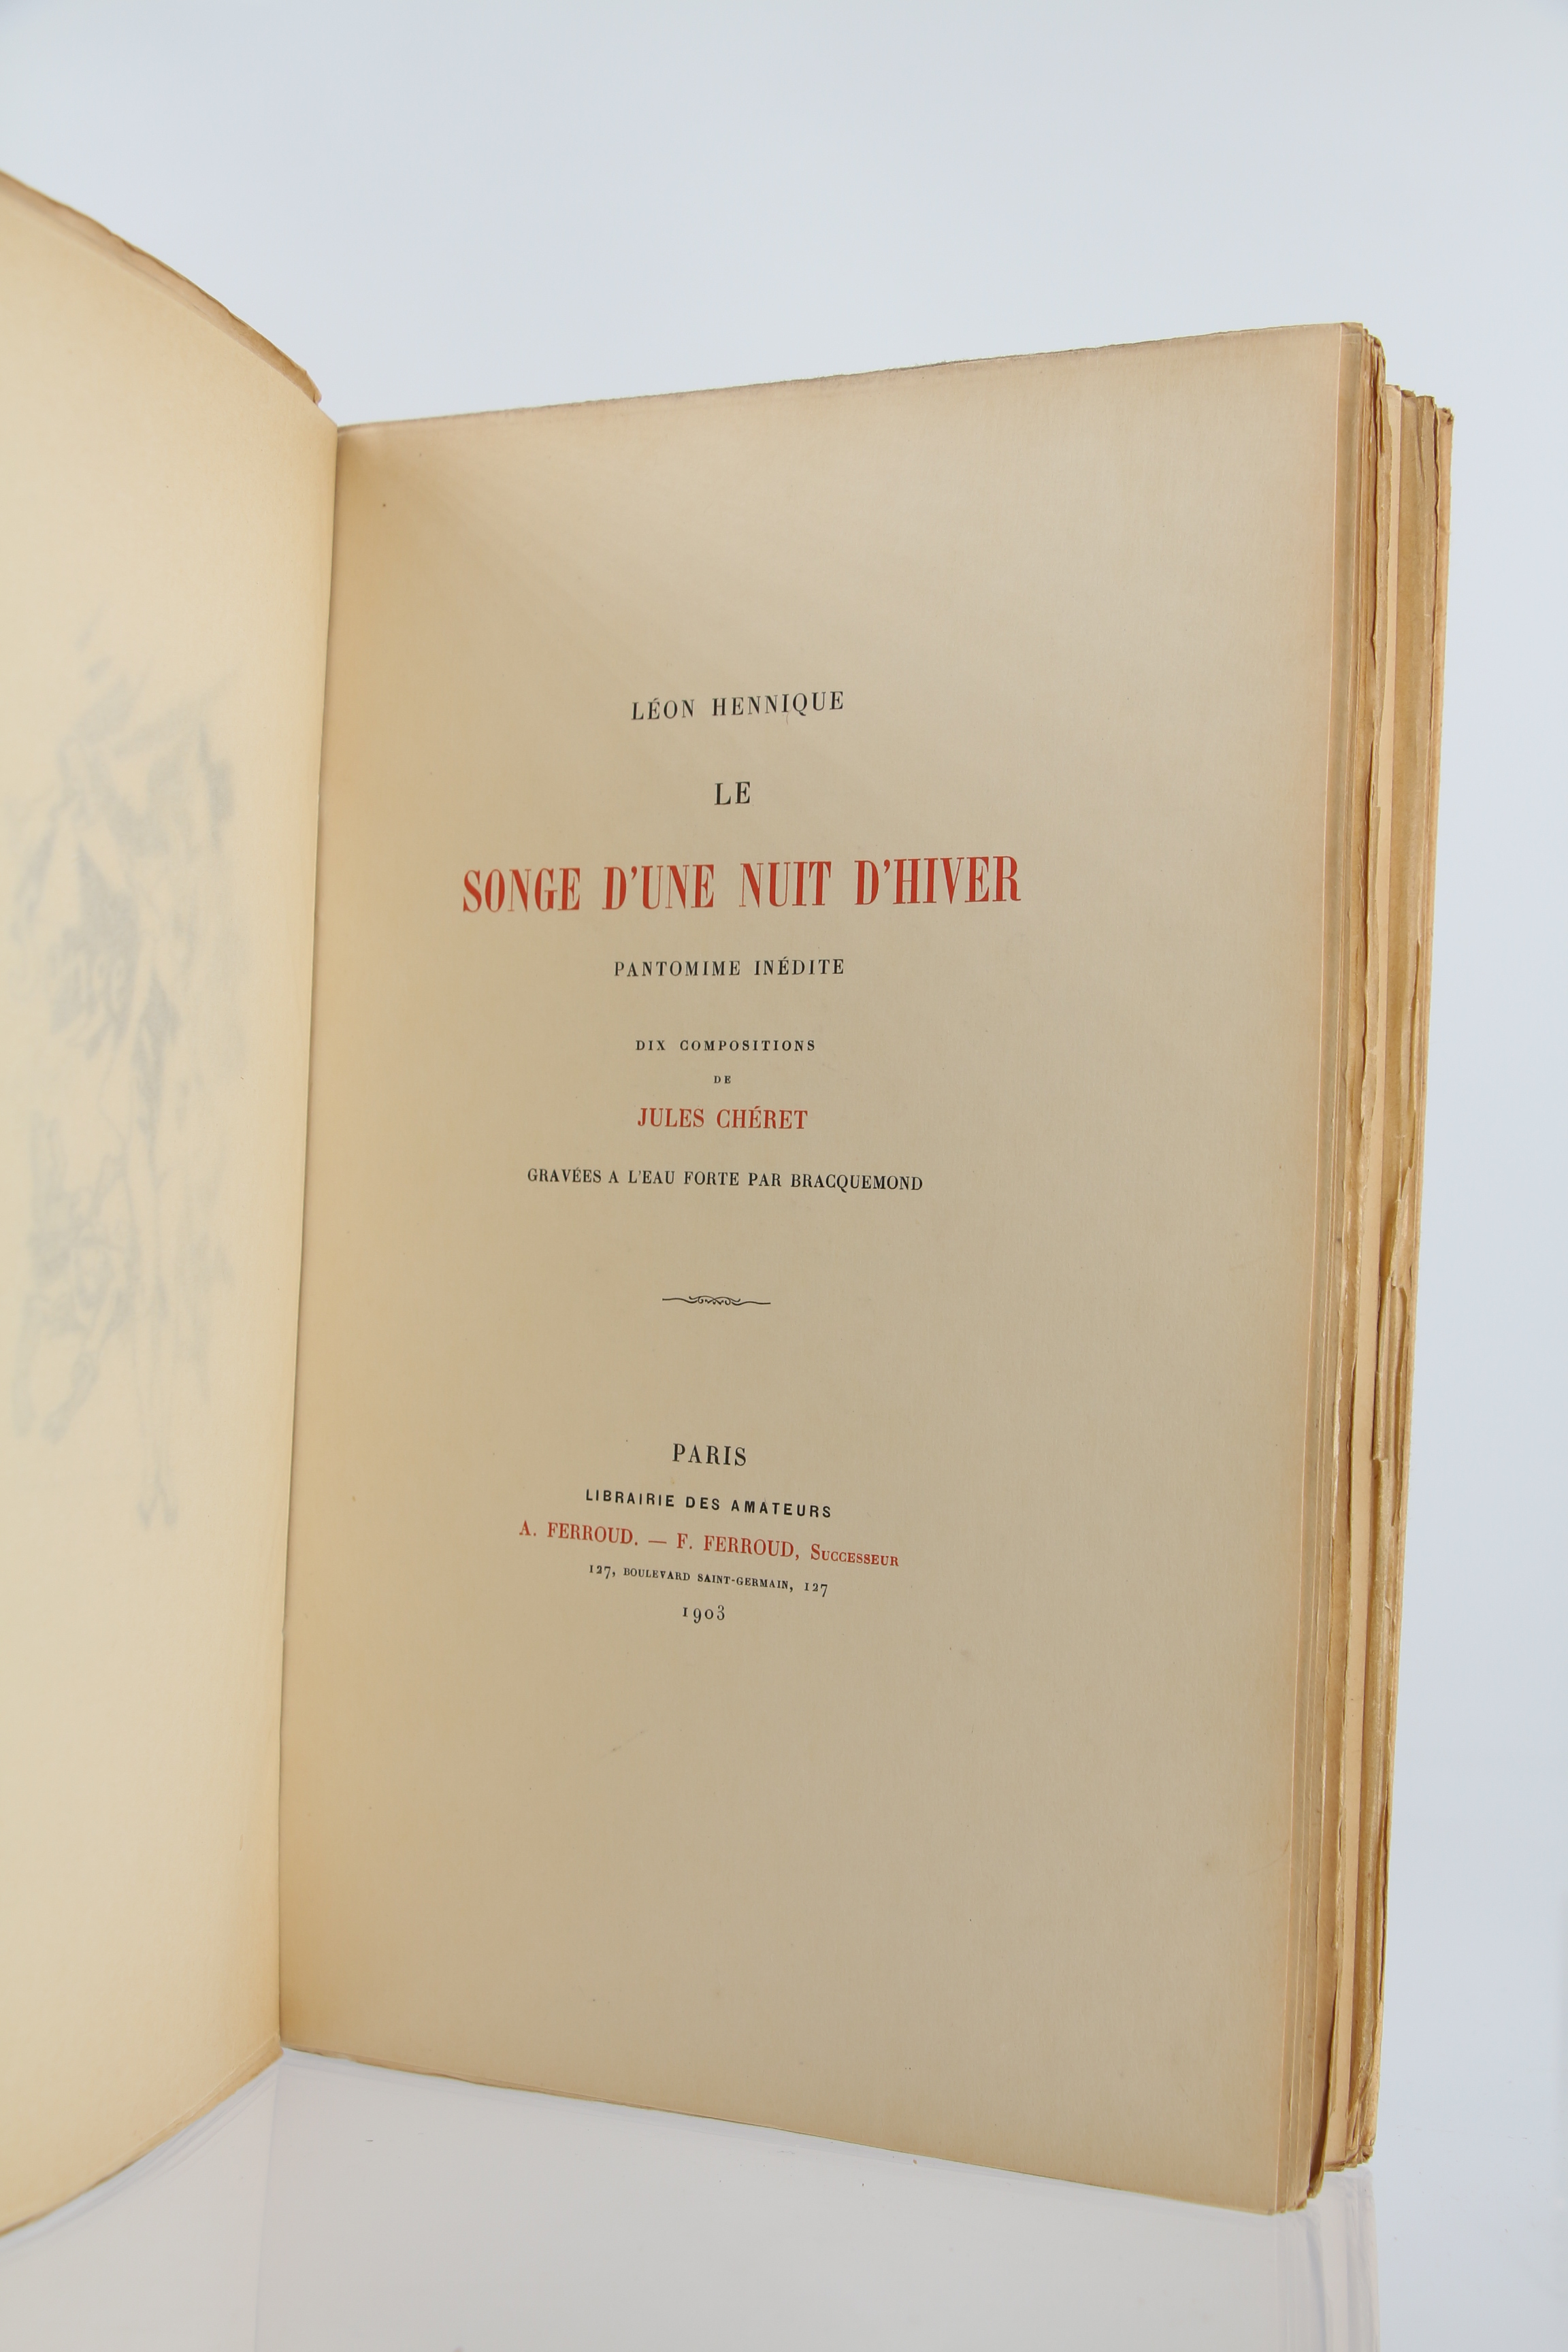 LÉON HENNIQUE
LE
SONGE D'UNE NUIT D'HIVER
PANTOMIME INÉDITE
DIX COMPOSITIONS
DE
JULES CHÉRET
GRAVÉES A L'EAU FORTE PAR BRACQUEMOND
PARIS
LIBRAIRIE DES AMATEURS
A. FERROUD. — F. FERROUD, SUCCESSEUR
127, BOULEVARD SAINT-GERMAIN, 127
1903